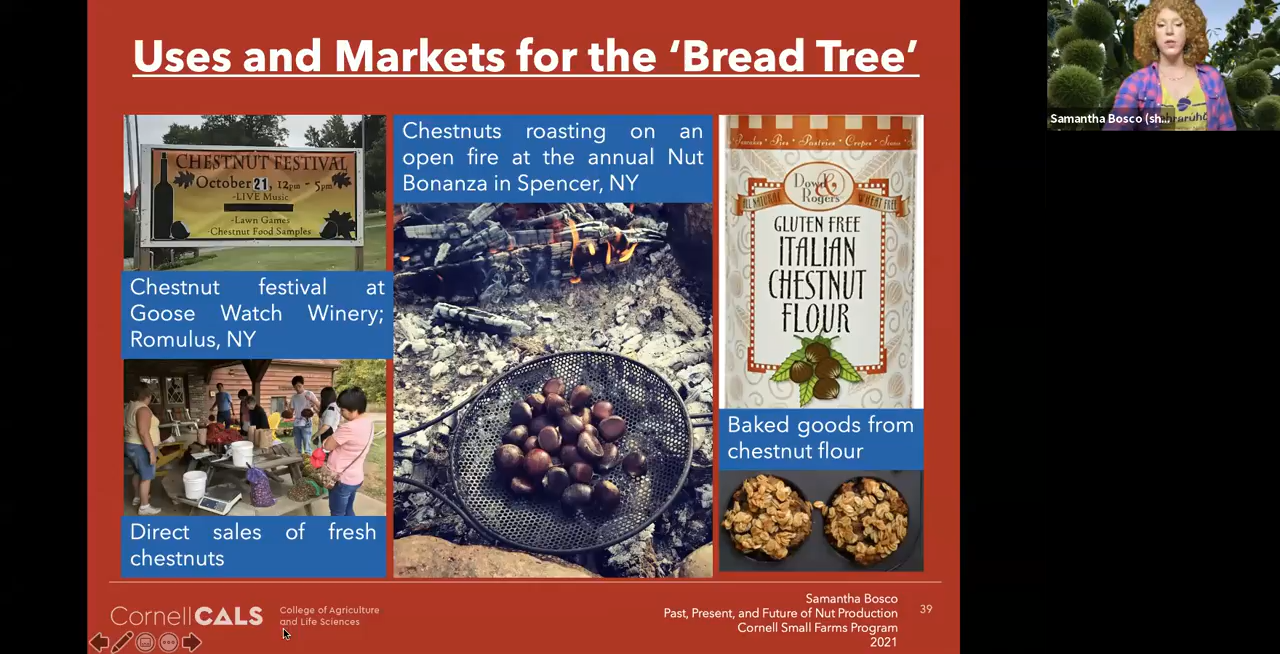 Uses and Markets for the ‘Bread Tree’
CHESTNUT FESTIVAL
October 21, 12pm - 5pm
-LIVE Music
-Lawn Games
-Chestnut Food Samples
Chestnut festival at
Goose Watch Winery;
Romulus, NY
Direct sales of fresh
chestnuts
Chestnuts roasting on an
open fire at the annual Nut
Bonanza in Spencer, NY
Pies • Pastries • Crepes
Dowd
&
Rogers
ALL NATURAL
WHEAT FREE
GLUTEN FREE
ITALIAN
CHESTNUT
FLOUR
Baked goods from
chestnut flour
CornellCALS
College of Agriculture
and Life Sciences
Samantha Bosco
Past, Present, and Future of Nut Production
Cornell Small Farms Program
2021
39
Samantha Bosco (sh...